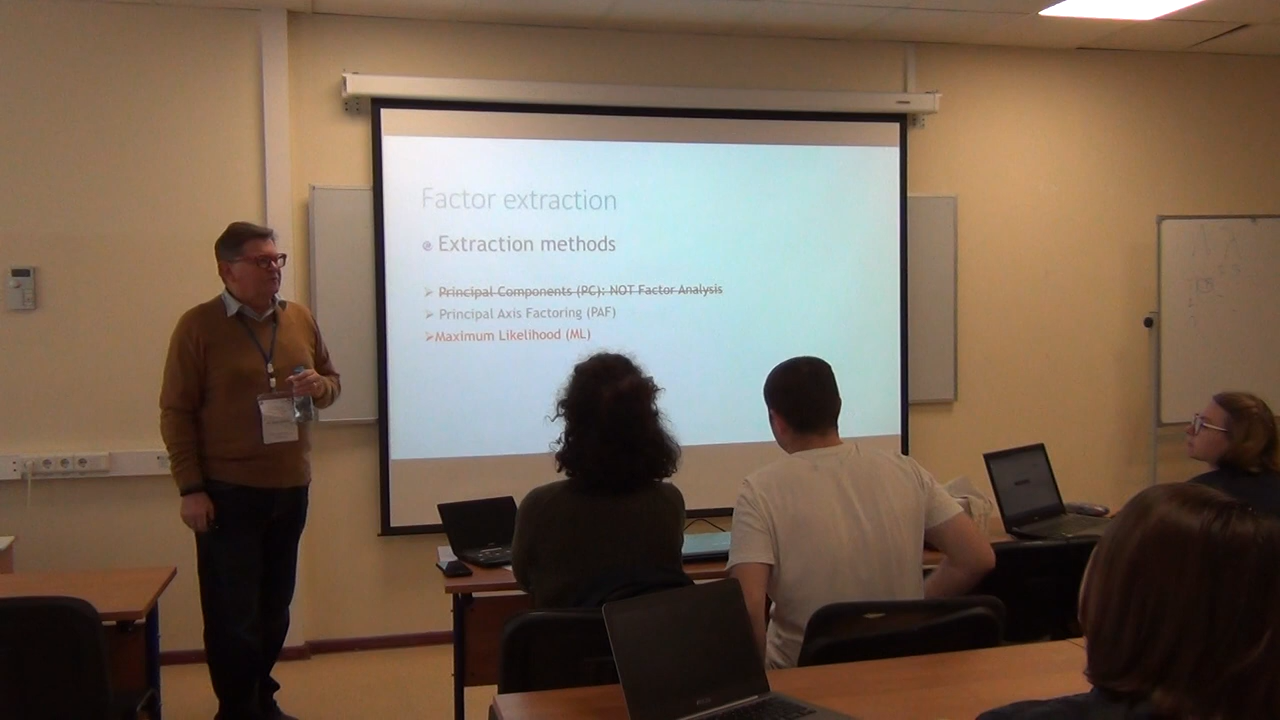 Factor extraction
Extraction methods
Principal Components (PC): NOT Factor Analysis
Principal Axis Factoring (PAF)
Maximum Likelihood (ML)